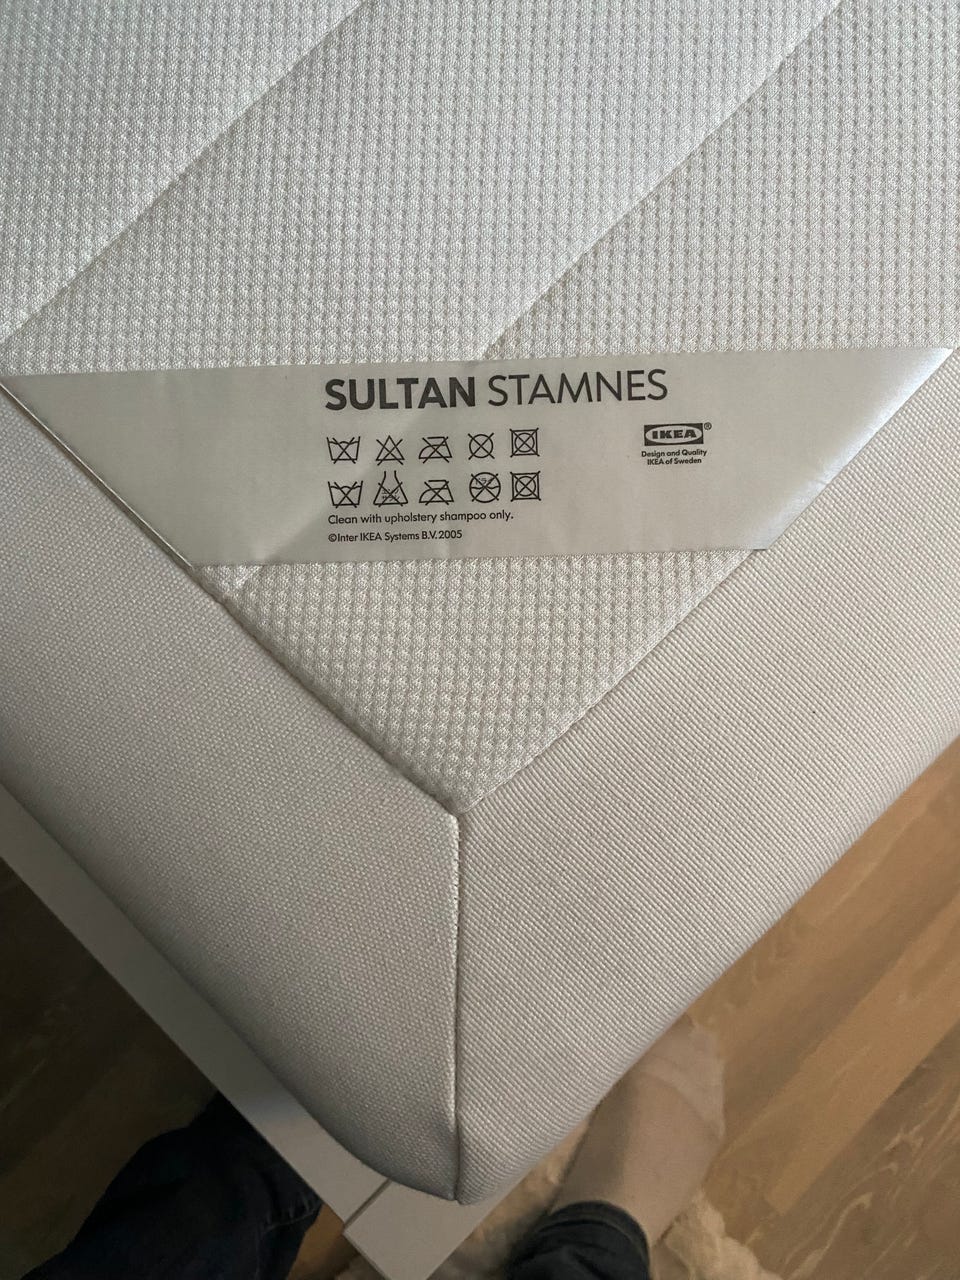 SULTAN STAMNES
IKEA®
Design and Quality
IKEA of Sweden
Clean with upholstery shampoo only.
©Inter IKEA Systems B.V. 2005